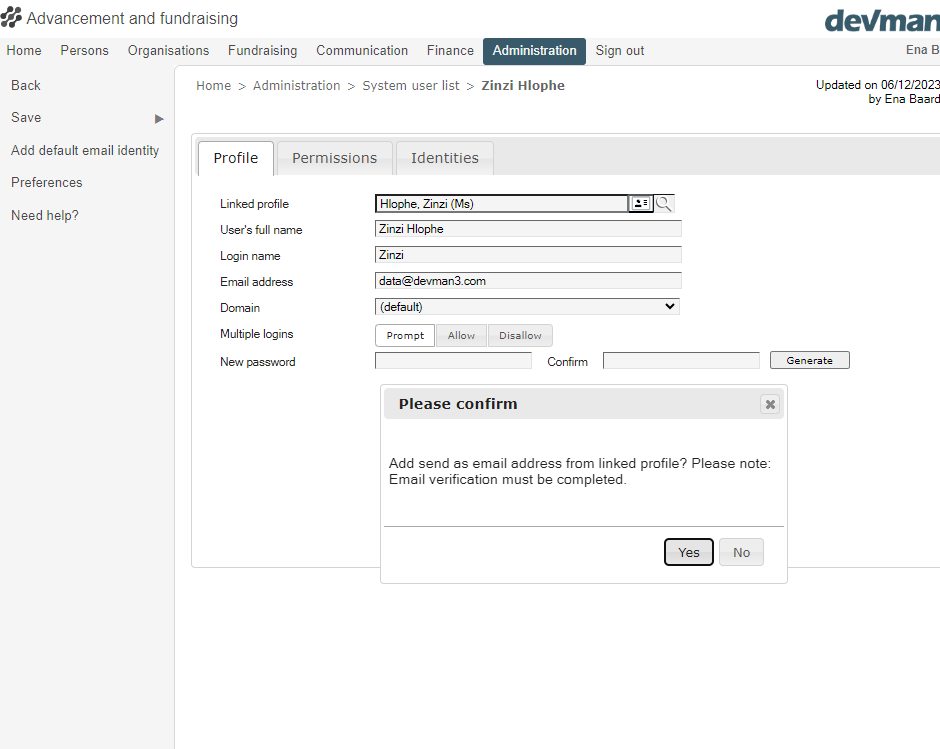 Advancement and fundraising
devman
Home Persons Organisations Fundraising Communication Finance Administration Sign out Ena B
Back
Save
Add default email identity
Preferences
Need help?
Home > Administration > System user list > Zinzi Hlophe
Updated on 06/12/2023
by Ena Baard
Profile Permissions Identities
Linked profile Hlophe, Zinzi (Ms)
User's full name Zinzi Hlophe
Login name Zinzi
Email address data@devman3.com
Domain (default)
Multiple logins Prompt Allow Disallow
New password Confirm Generate
Please confirm
Add send as email address from linked profile? Please note:
Email verification must be completed.
Yes No